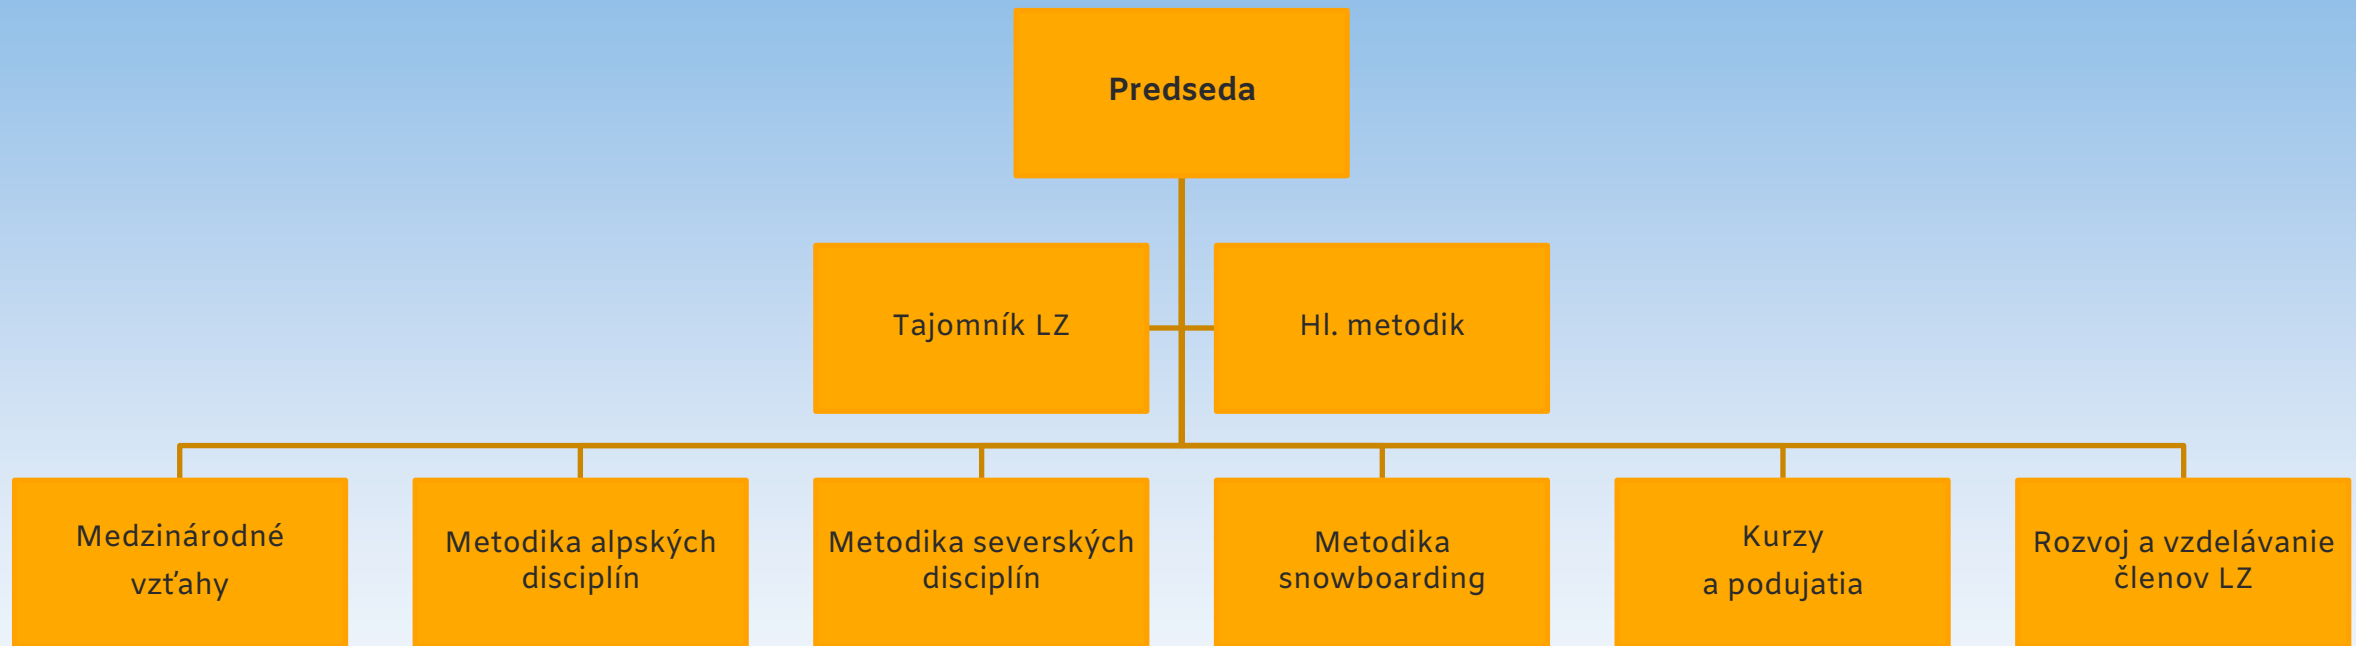 Predseda
Tajomník LZ
Hl. metodik
Medzinárodné
vzťahy
Metodika alpských
disciplín
Metodika severských
disciplín
Metodika
snowboarding
Kurzy
a podujatia
Rozvoj a vzdelávanie
členov LZ